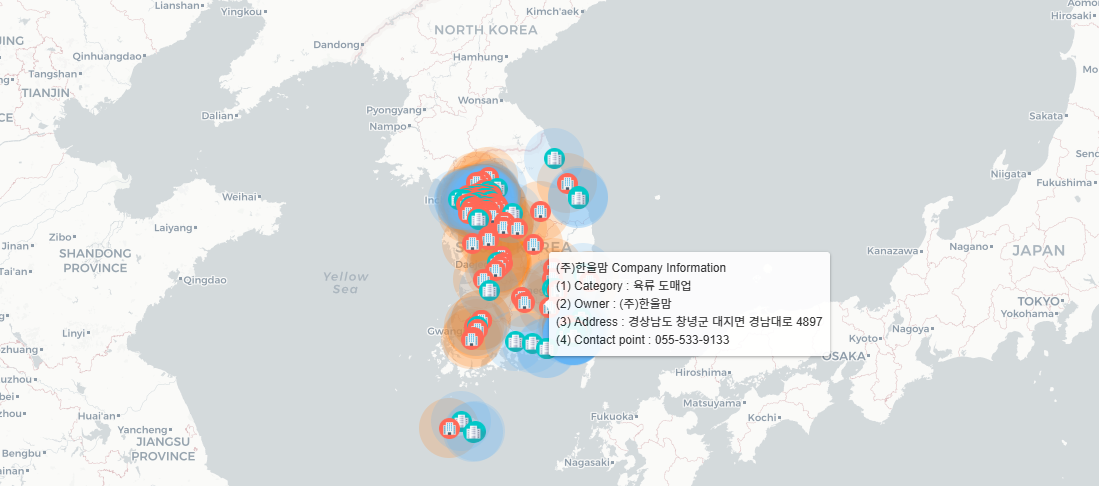 Kimch'aek
Aomori
Lianshan
Yingkou
Hirosaki
NORTH KOREA
Dandong
Qinhuangdao
Hamhung
Tangshan
TIANJIN
Wonsan
Pyongyang
Dalian
Nampo
Sakata
Niigata
Fukushima
Weihai
Laiyang
Jinan
Zibo
SHANDONG
PROVINCE
Tai'an
Qingdao
Yellow
Sea
Kanazawa
Nagano
JAPAN
TOKYO
Yokohama
Nagoya
Kyoto
OSAKA
(주)한울맘 Company Information
(1) Category : 육류 도매업
(2) Owner : (주)한울맘
(3) Address : 경상남도 창녕군 대지면 경남대로 4897
(4) Contact point : 055-533-9133
Linyi
Hiroshima
Matsuyama
Kochi
Fukuoka
Nagasaki
Huai'an
Yancheng
JIANGSU
PROVINCE
Bengbu